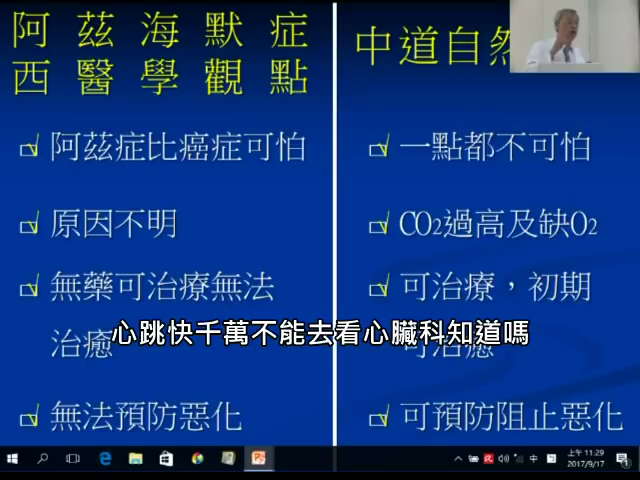 阿茲海默症
西醫學觀點
中道自然
阿茲症比癌症可怕
一點都不可怕
原因不明
CO2過高及缺O2
無藥可治療無法
治癒
可治療，初期
可治癒
心跳快千萬不能去看心臟科知道嗎
無法預防惡化
可預防阻止惡化
中
上午 11:29
2017/9/17